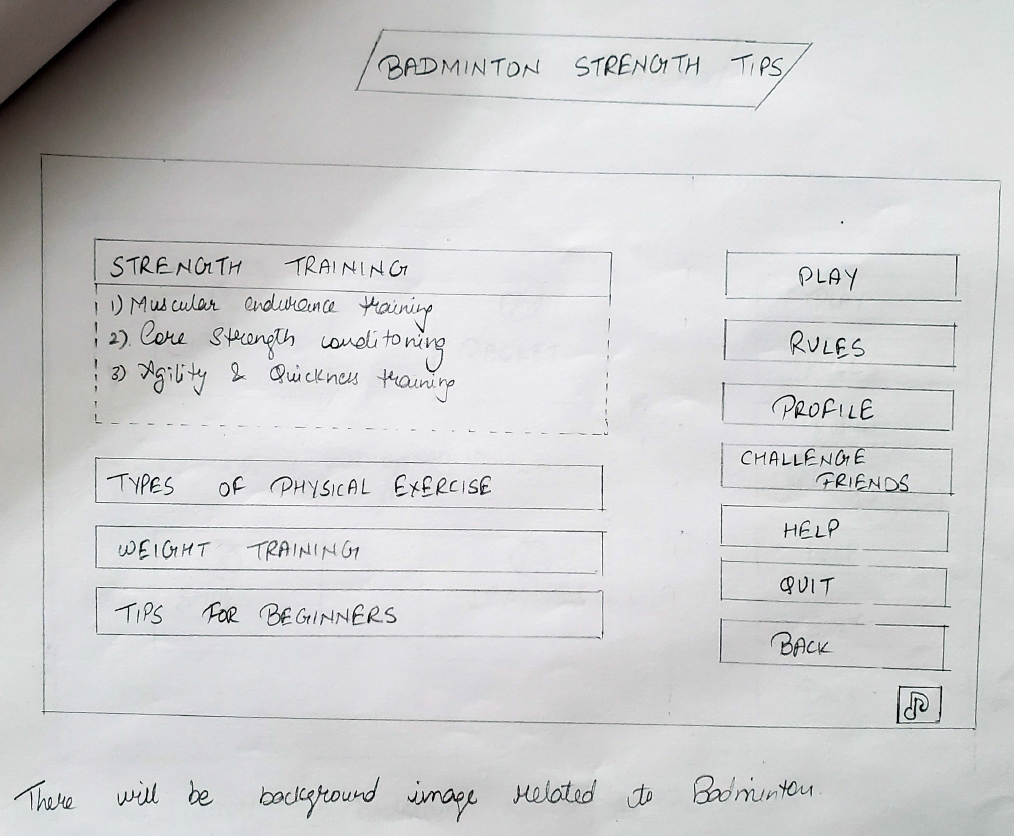 BADMINTON STRENGTH TIPS
STRENGTH TRAINING
1) Muscular endurance training
2) Core Strength conditoning
3) Agility & Quickness training
TYPES OF PHYSICAL EXERCISE
WEIGHT TRAINING
TIPS FOR BEGINNERS
PLAY
RULES
PROFILE
CHALLENGE
FRIENDS
HELP
QUIT
BACK
There will be background image related to Badminton.